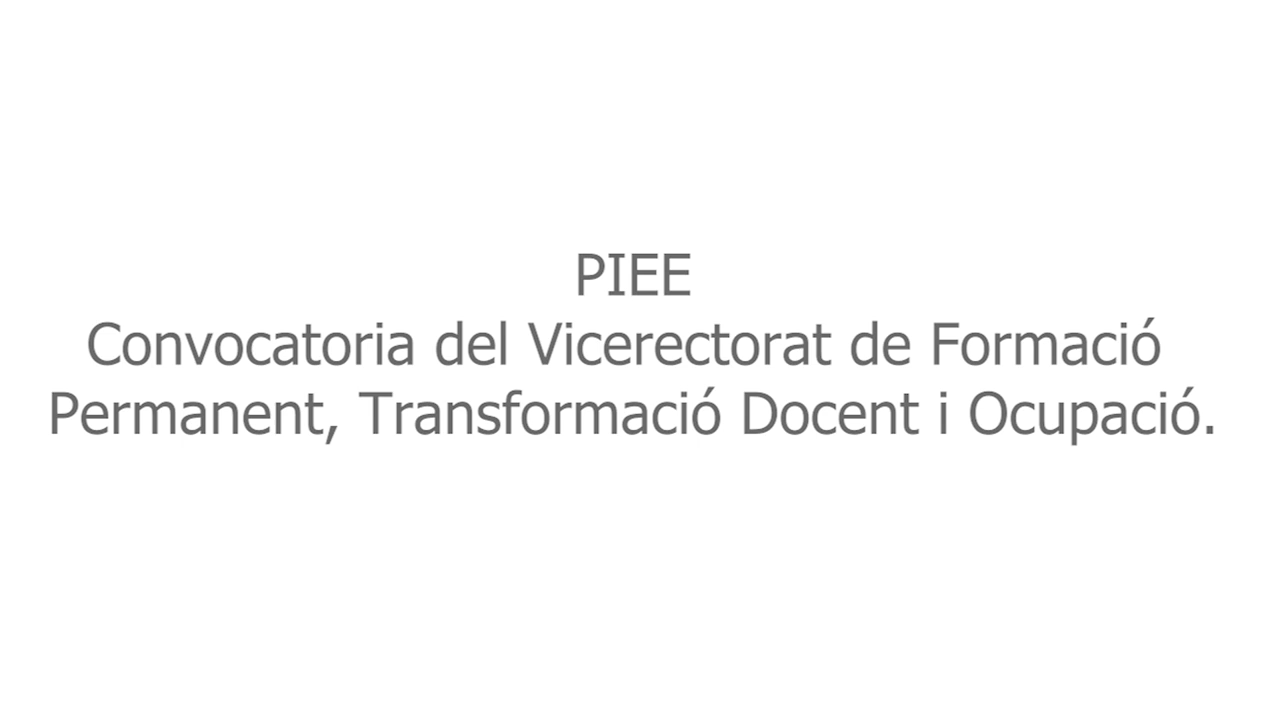 PIEE
Convocatoria del Vicerectorat de Formació
Permanent, Transformació Docent i Ocupació.